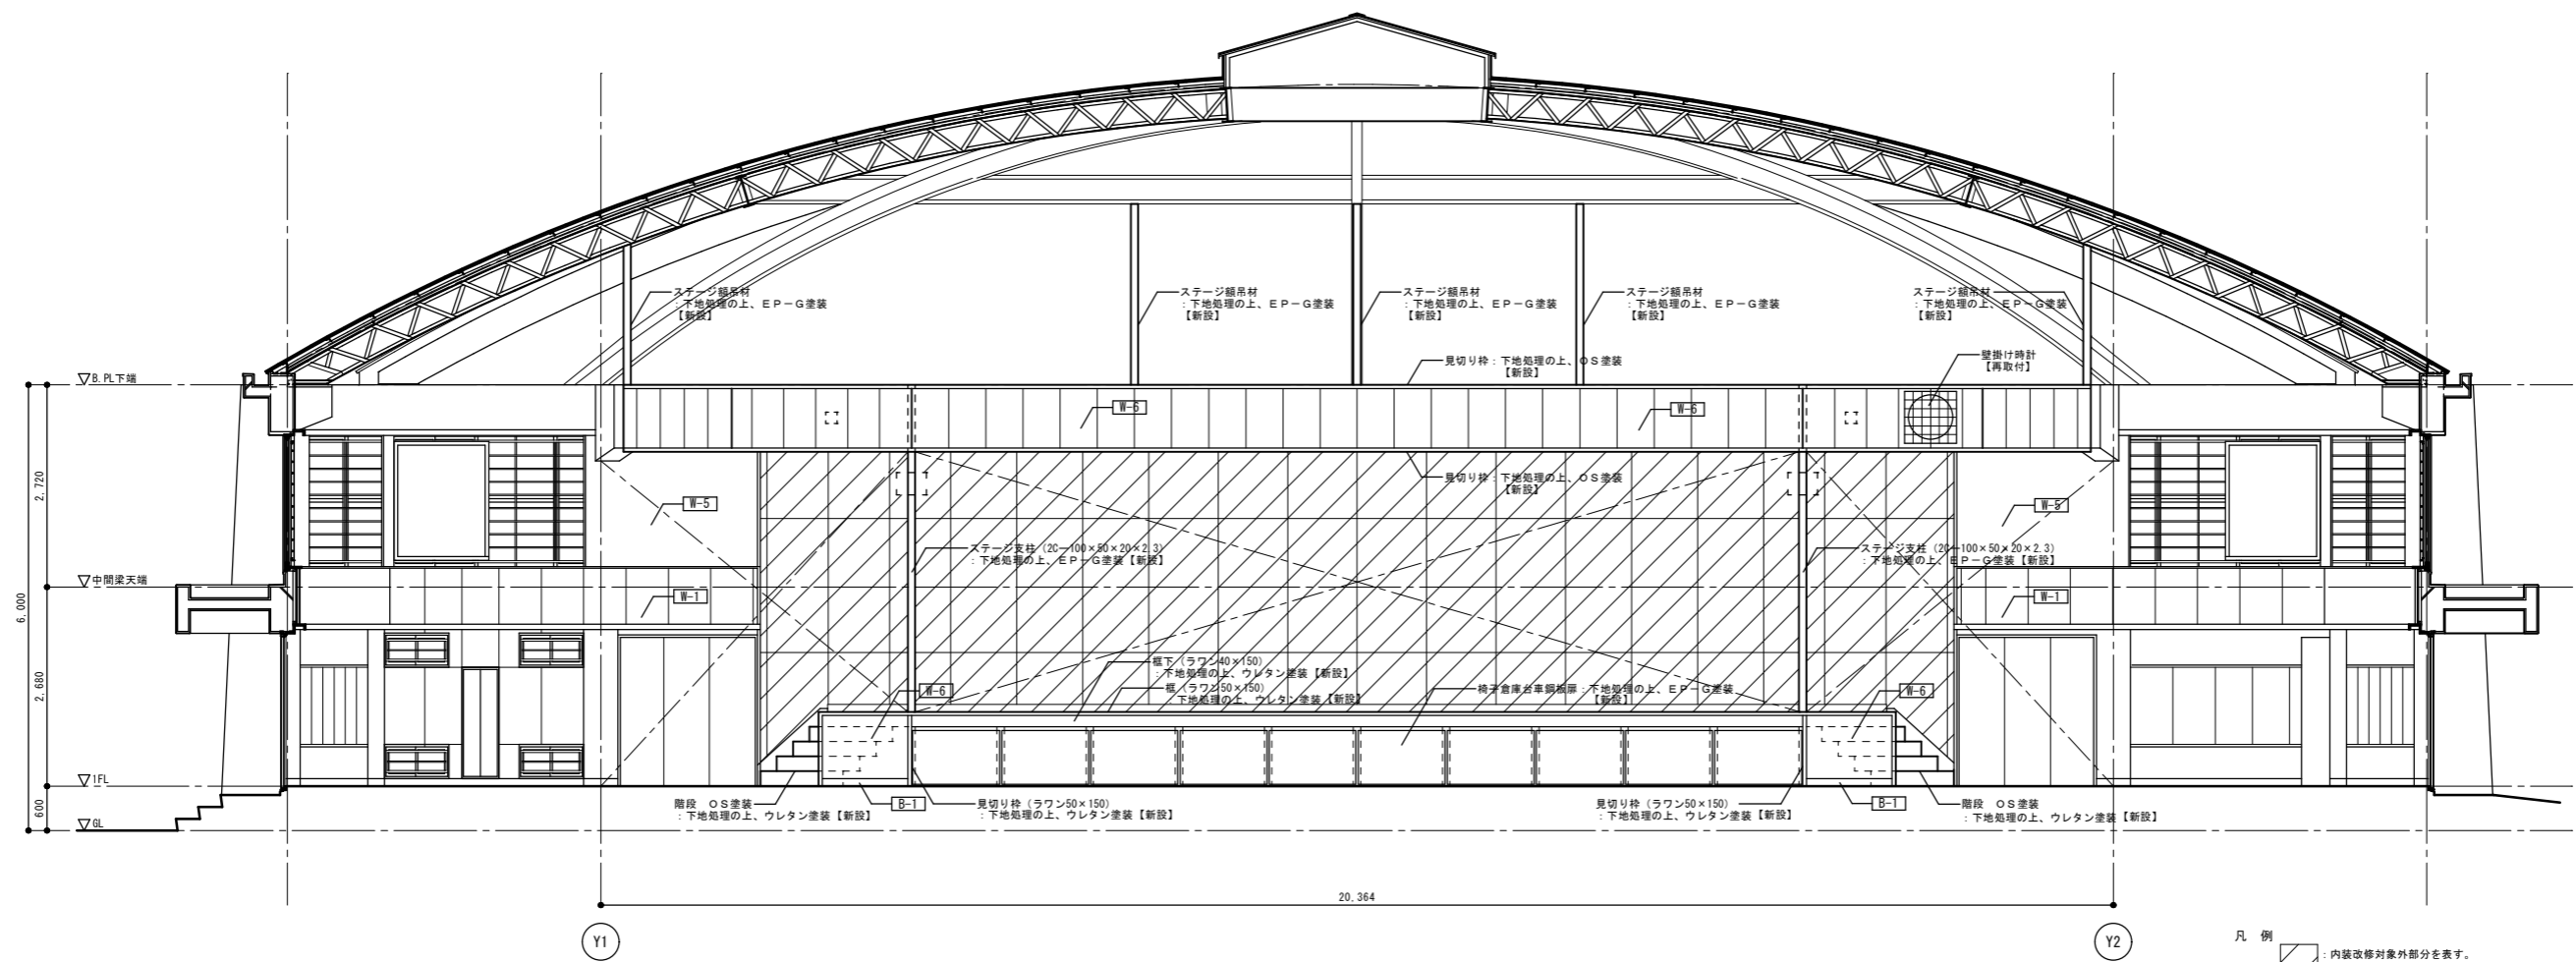 ステージ額吊材
：下地処理の上、ＥＰ－Ｇ塗装
【新設】
ステージ額吊材
：下地処理の上、ＥＰ－Ｇ塗装
【新設】
ステージ額吊材
：下地処理の上、ＥＰ－Ｇ塗装
【新設】
ステージ額吊材
：下地処理の上、ＥＰ－Ｇ塗装
【新設】
ステージ額吊材
：下地処理の上、ＥＰ－Ｇ塗装
【新設】
見切り枠：下地処理の上、ＯＳ塗装
【新設】
壁掛け時計
【再取付】
▽B.PL下端
W-6
W-6
見切り枠：下地処理の上、ＯＳ塗装
【新設】
2,720
W-5
W-5
ステージ支柱（2C－100×50×20×2.3）
：下地処理の上、ＥＰ－Ｇ塗装【新設】
ステージ支柱（2C－100×50×20×2.3）
：下地処理の上、ＥＰ－Ｇ塗装【新設】
▽中間梁天端
W-1
W-1
6,000
2,680
框下（ラワン40×150）
：下地処理の上、ウレタン塗装【新設】
框（ラワン50×150）
：下地処理の上、ウレタン塗装【新設】
W-6
椅子倉庫台車鋼板扉：下地処理の上、ＥＰ－Ｇ塗装
【新設】
W-6
▽1FL
600
階段　ＯＳ塗装
：下地処理の上、ウレタン塗装【新設】
B-1
見切り枠（ラワン50×150）
：下地処理の上、ウレタン塗装【新設】
見切り枠（ラワン50×150）
：下地処理の上、ウレタン塗装【新設】
B-1
階段　ＯＳ塗装
：下地処理の上、ウレタン塗装【新設】
▽GL
20,364
Y1
Y2
凡　例
：内装改修対象外部分を表す。